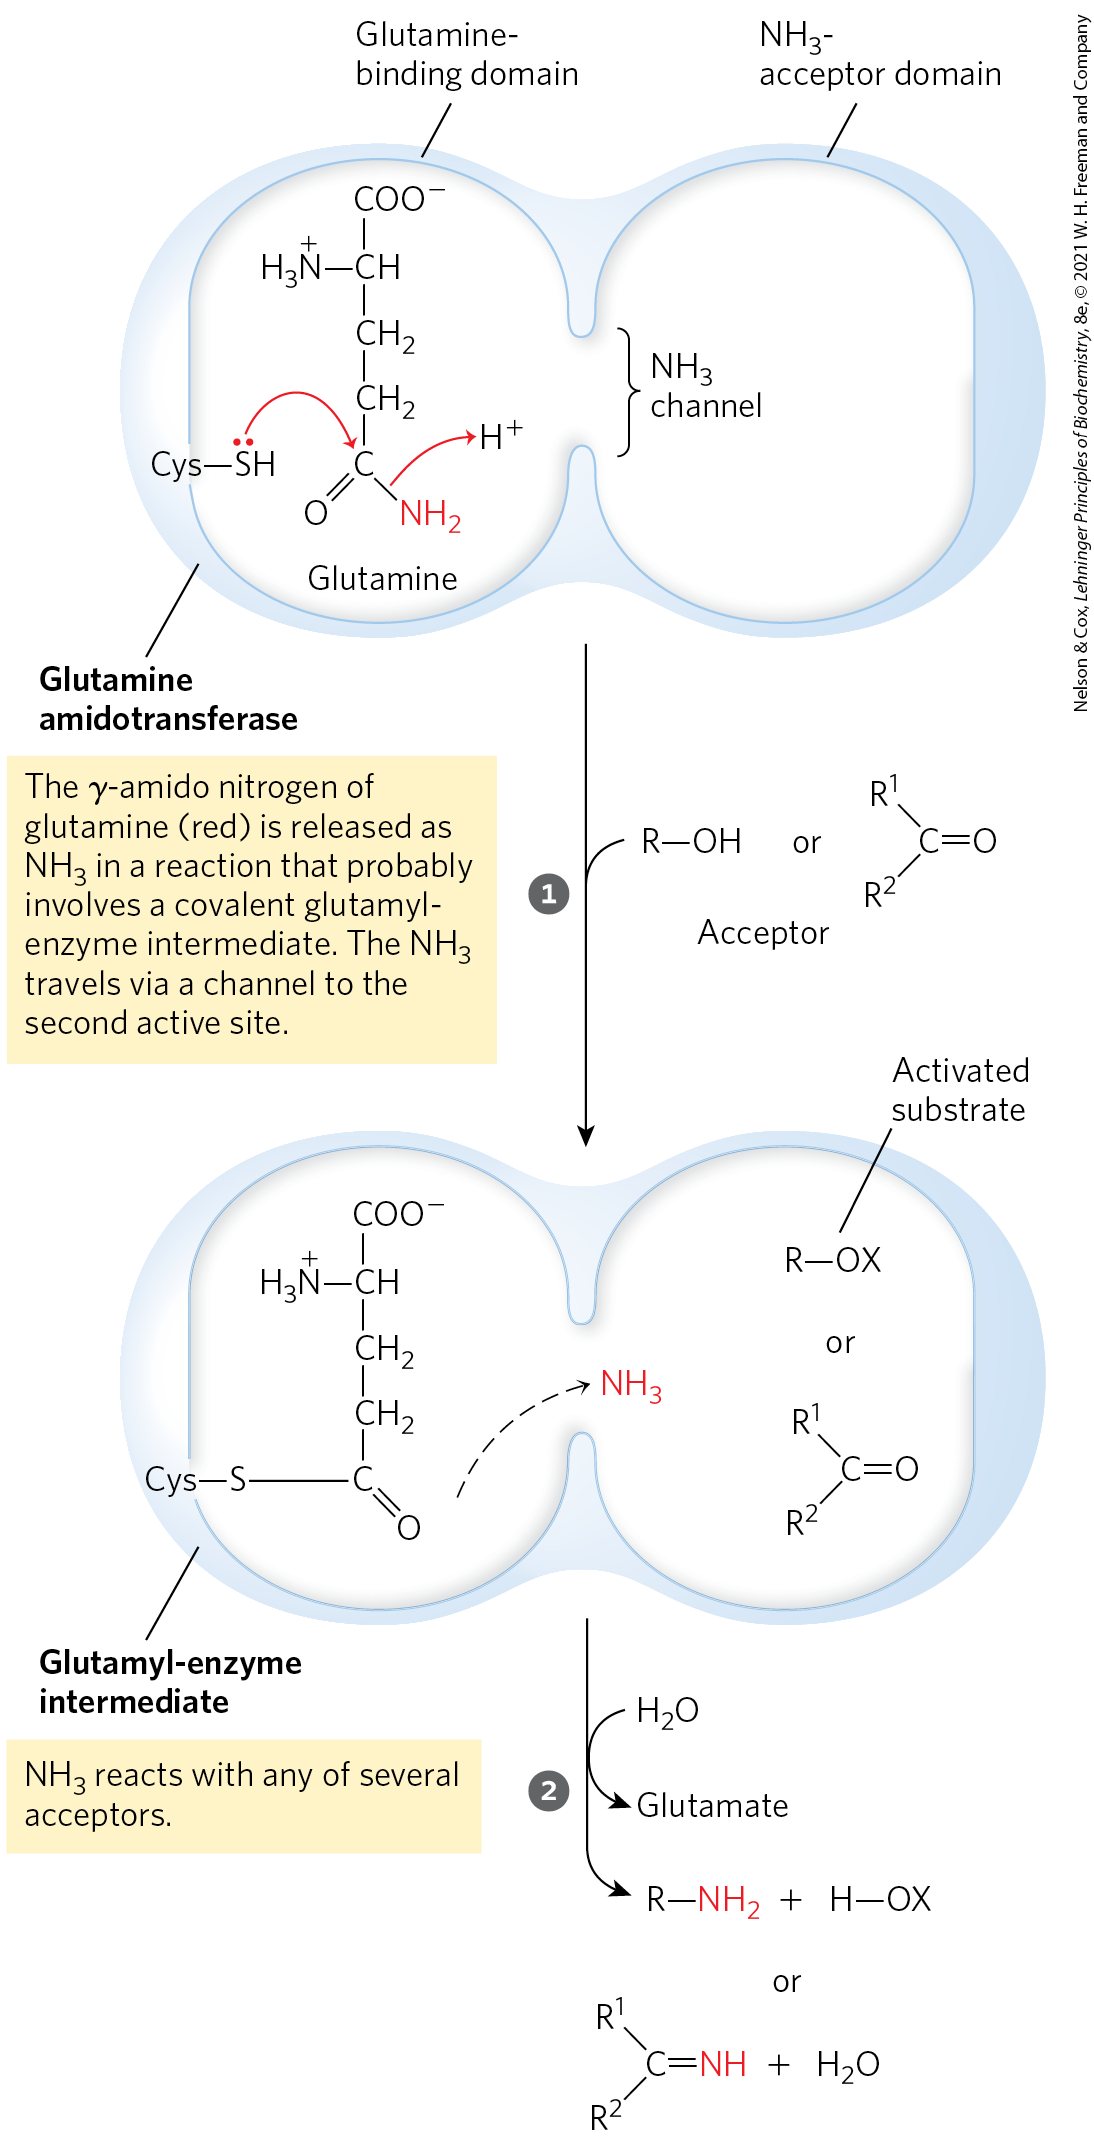 Glutamine-
binding domain
NH₃-
acceptor domain
COO⁻
H₃N⁺—CH
CH₂
NH₃
channel
CH₂
H⁺
Cys—SH
C
O
NH₂
Glutamine
Glutamine
amidotransferase
The γ-amido nitrogen of
glutamine (red) is released as
NH₃ in a reaction that probably
involves a covalent glutamyl-
enzyme intermediate. The NH₃
travels via a channel to the
second active site.
1
R—OH or
R¹
C=O
R²
Acceptor
Activated
substrate
COO⁻
H₃N⁺—CH
CH₂
CH₂
Cys—S—C
O
NH₃
R—OX
or
R¹
C=O
R²
Glutamyl-enzyme
intermediate
NH₃ reacts with any of several
acceptors.
2
H₂O
Glutamate
R—NH₂ + H—OX
or
R¹
C=NH + H₂O
R²
Nelson & Cox, Lehninger Principles of Biochemistry, 8e, © 2021 W. H. Freeman and Company